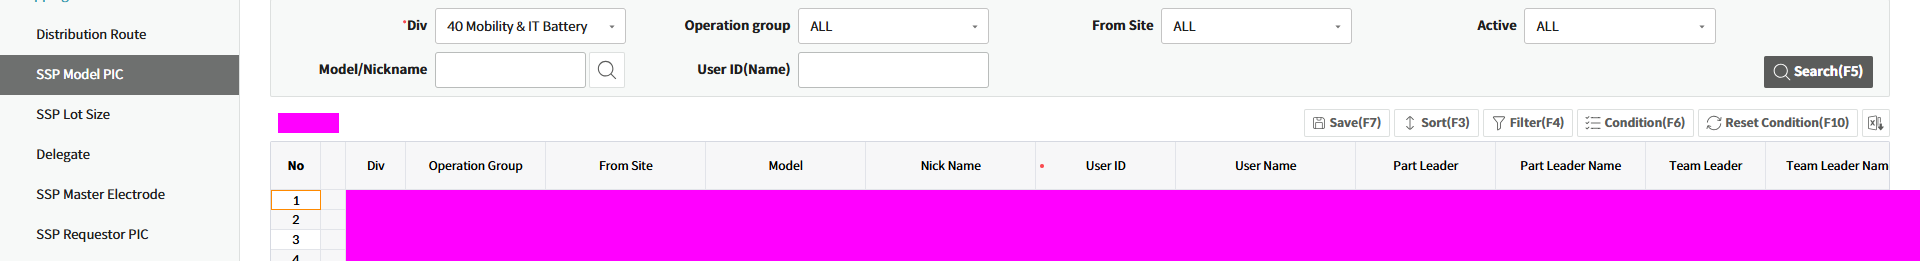 Distribution Route
SSP Model PIC
SSP Lot Size
Delegate
SSP Master Electrode
SSP Requestor PIC
*Div 40 Mobility & IT Battery Operation group ALL From Site ALL Active ALL
Model/Nickname User ID(Name) Search(F5)
Save(F7) Sort(F3) Filter(F4) Condition(F6) Reset Condition(F10)
No Div Operation Group From Site Model Nick Name User ID User Name Part Leader Part Leader Name Team Leader Team Leader Nam
1
2
3
4